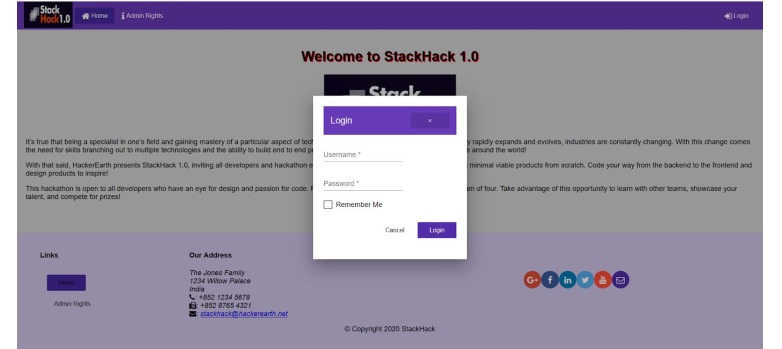 Stack
Hack 1.0
Home
Admin Rights
Login
Welcome to StackHack 1.0
Stack
Login
×
It's true that being a specialist in one's field and gaining mastery of a particular aspect of tech
y rapidly expands and evolves, industries are constantly changing. With this change comes
the need for skills branching out to multiple technologies and the ability to build end to end p
around the world!
With that said, HackerEarth presents StackHack 1.0, inviting all developers and hackathon e
minimal viable products from scratch. Code your way from the backend to the frontend and
design products to inspire!
This hackathon is open to all developers who have an eye for design and passion for code.
am of four. Take advantage of this opportunity to learn with other teams, showcase your
talent, and compete for prizes!
Username *
Password *
Remember Me
Cancel
Login
Links
Home
Admin Rights
Our Address
The Jones Family
1234 Willow Palace
India
: +852 1234 5678
: +852 8765 4321
: stackhack@hackerearth.net
G+
f
in
© Copyright 2020 StackHack